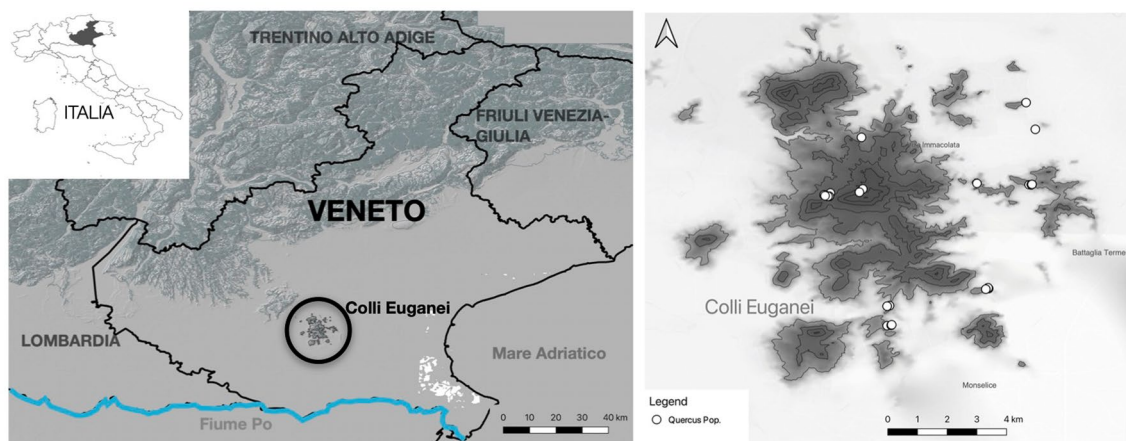 ITALIA
TRENTINO ALTO ADIGE
FRIULI VENEZIA-
GIULIA
VENETO
Colli Euganei
LOMBARDIA
Mare Adriatico
Fiume Po
0 10 20 30 40 km
Immacolata
Battaglia Terme
Colli Euganei
Monselice
Legend
Quercus Pop.
0 1 2 3 4 km